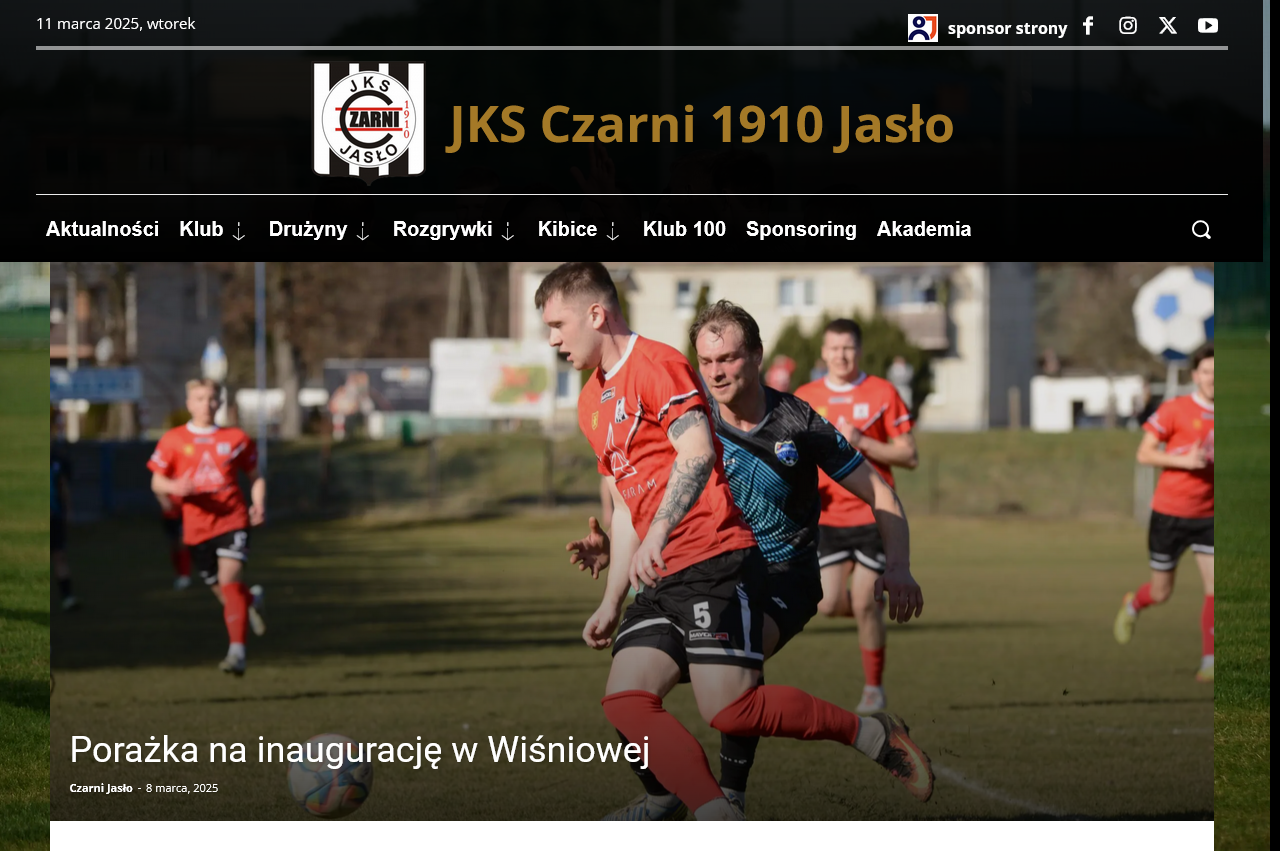 11 marca 2025, wtorek
sponsor strony
JKS
CZARNI
1910
JASŁO
JKS Czarni 1910 Jasło
Aktualności Klub Drużyny Rozgrywki Kibice Klub 100 Sponsoring Akademia
5
Porażka na inaugurację w Wiśniowej
Czarni Jasło - 8 marca, 2025